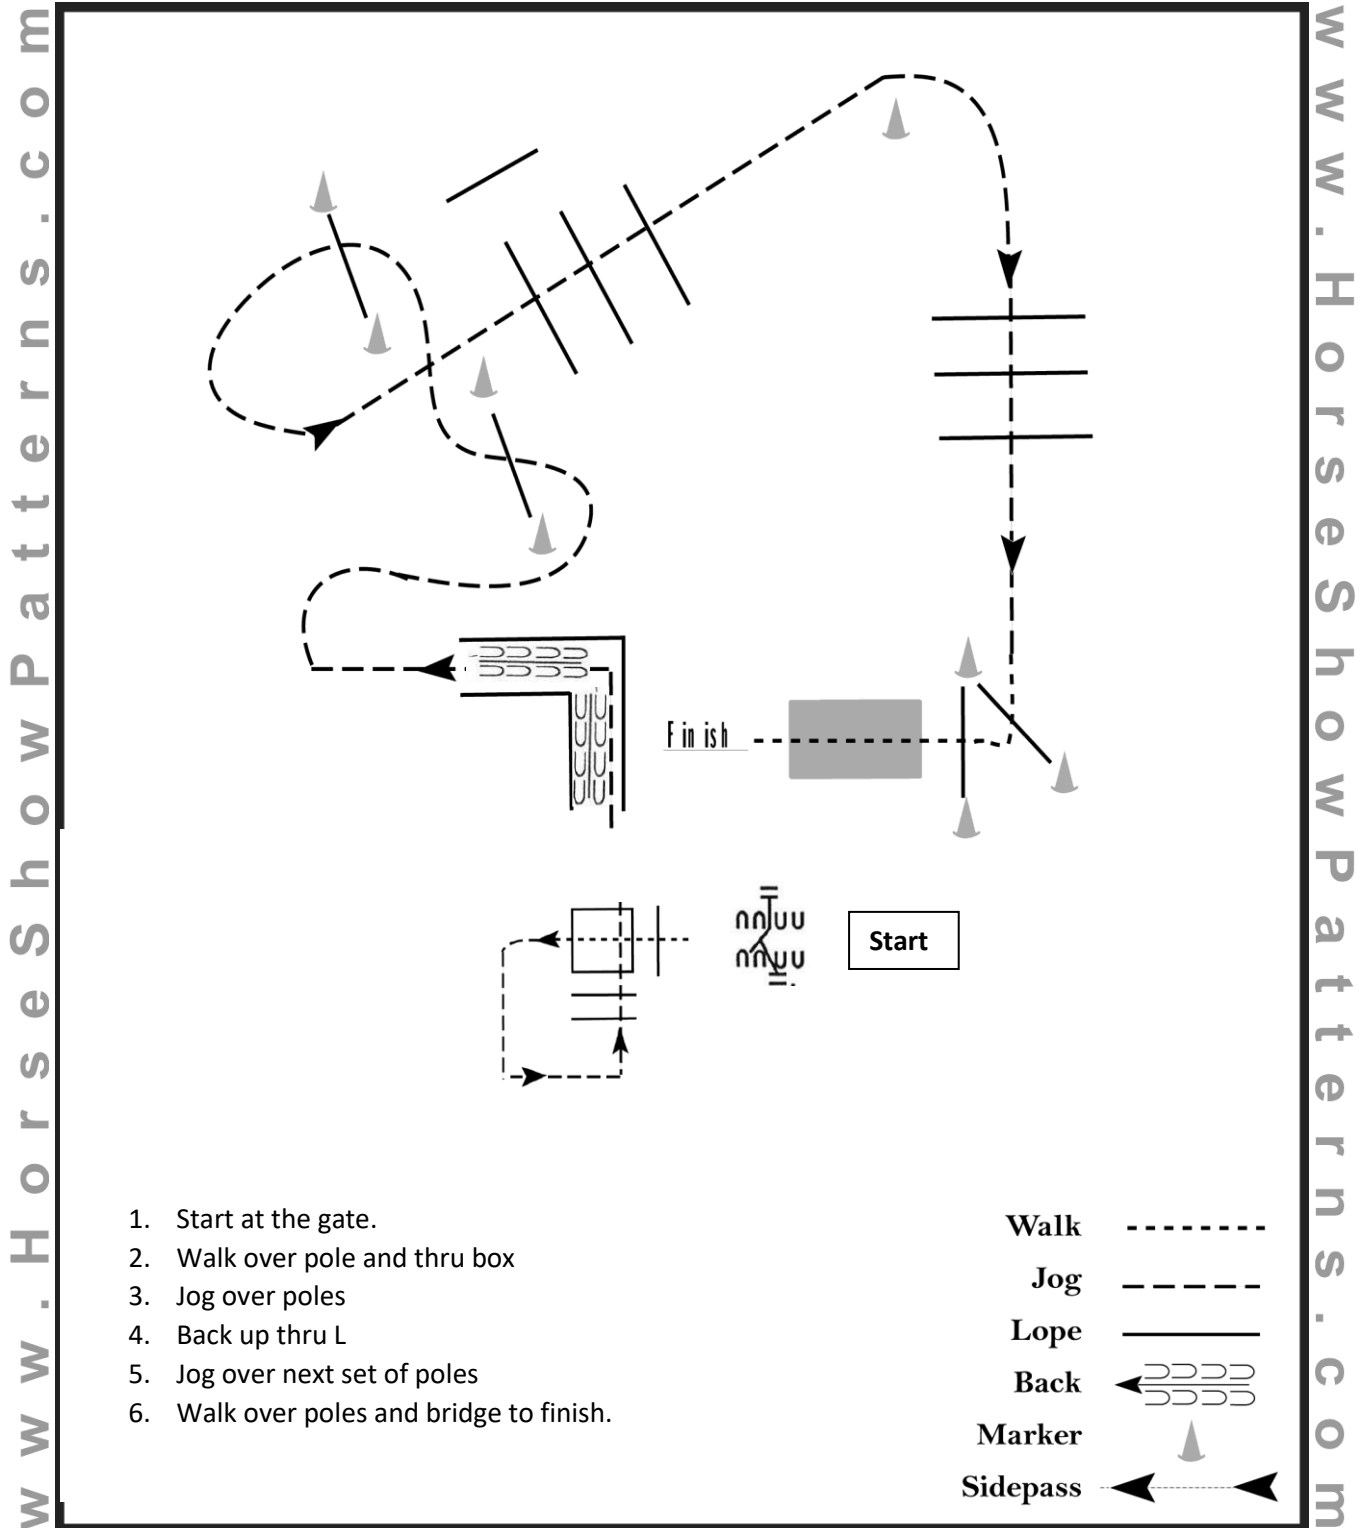 www.HorseShowPatterns.com
www.HorseShowPatterns.com
Finish
Start
1. Start at the gate.
2. Walk over pole and thru box
3. Jog over poles
4. Back up thru L
5. Jog over next set of poles
6. Walk over poles and bridge to finish.
Walk
Jog
Lope
Back
Marker
Sidepass